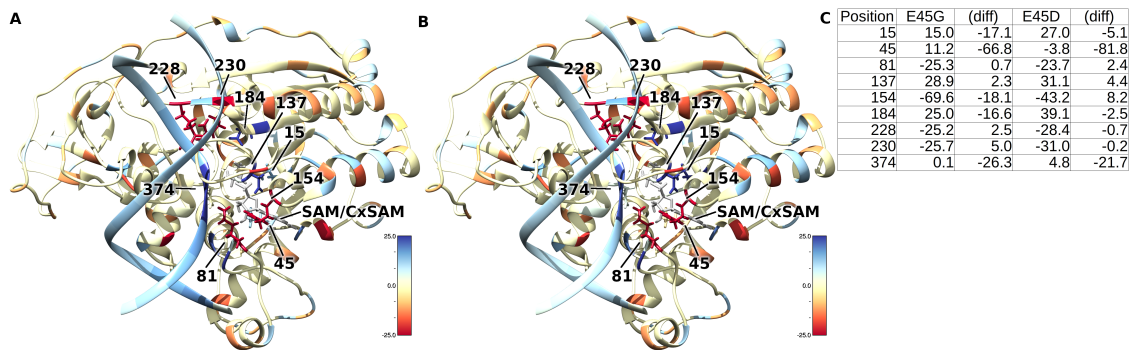 A
228
230
184
137
15
374
154
SAM/CxSAM
81
45
25.0
0.0
-25.0
B
228
230
184
137
15
374
154
SAM/CxSAM
81
45
25.0
0.0
-25.0
C
Position E45G (diff) E45D (diff)
15 15.0 -17.1 27.0 -5.1
45 11.2 -66.8 -3.8 -81.8
81 -25.3 0.7 -23.7 2.4
137 28.9 2.3 31.1 4.4
154 -69.6 -18.1 -43.2 8.2
184 25.0 -16.6 39.1 -2.5
228 -25.2 2.5 -28.4 -0.7
230 -25.7 5.0 -31.0 -0.2
374 0.1 -26.3 4.8 -21.7